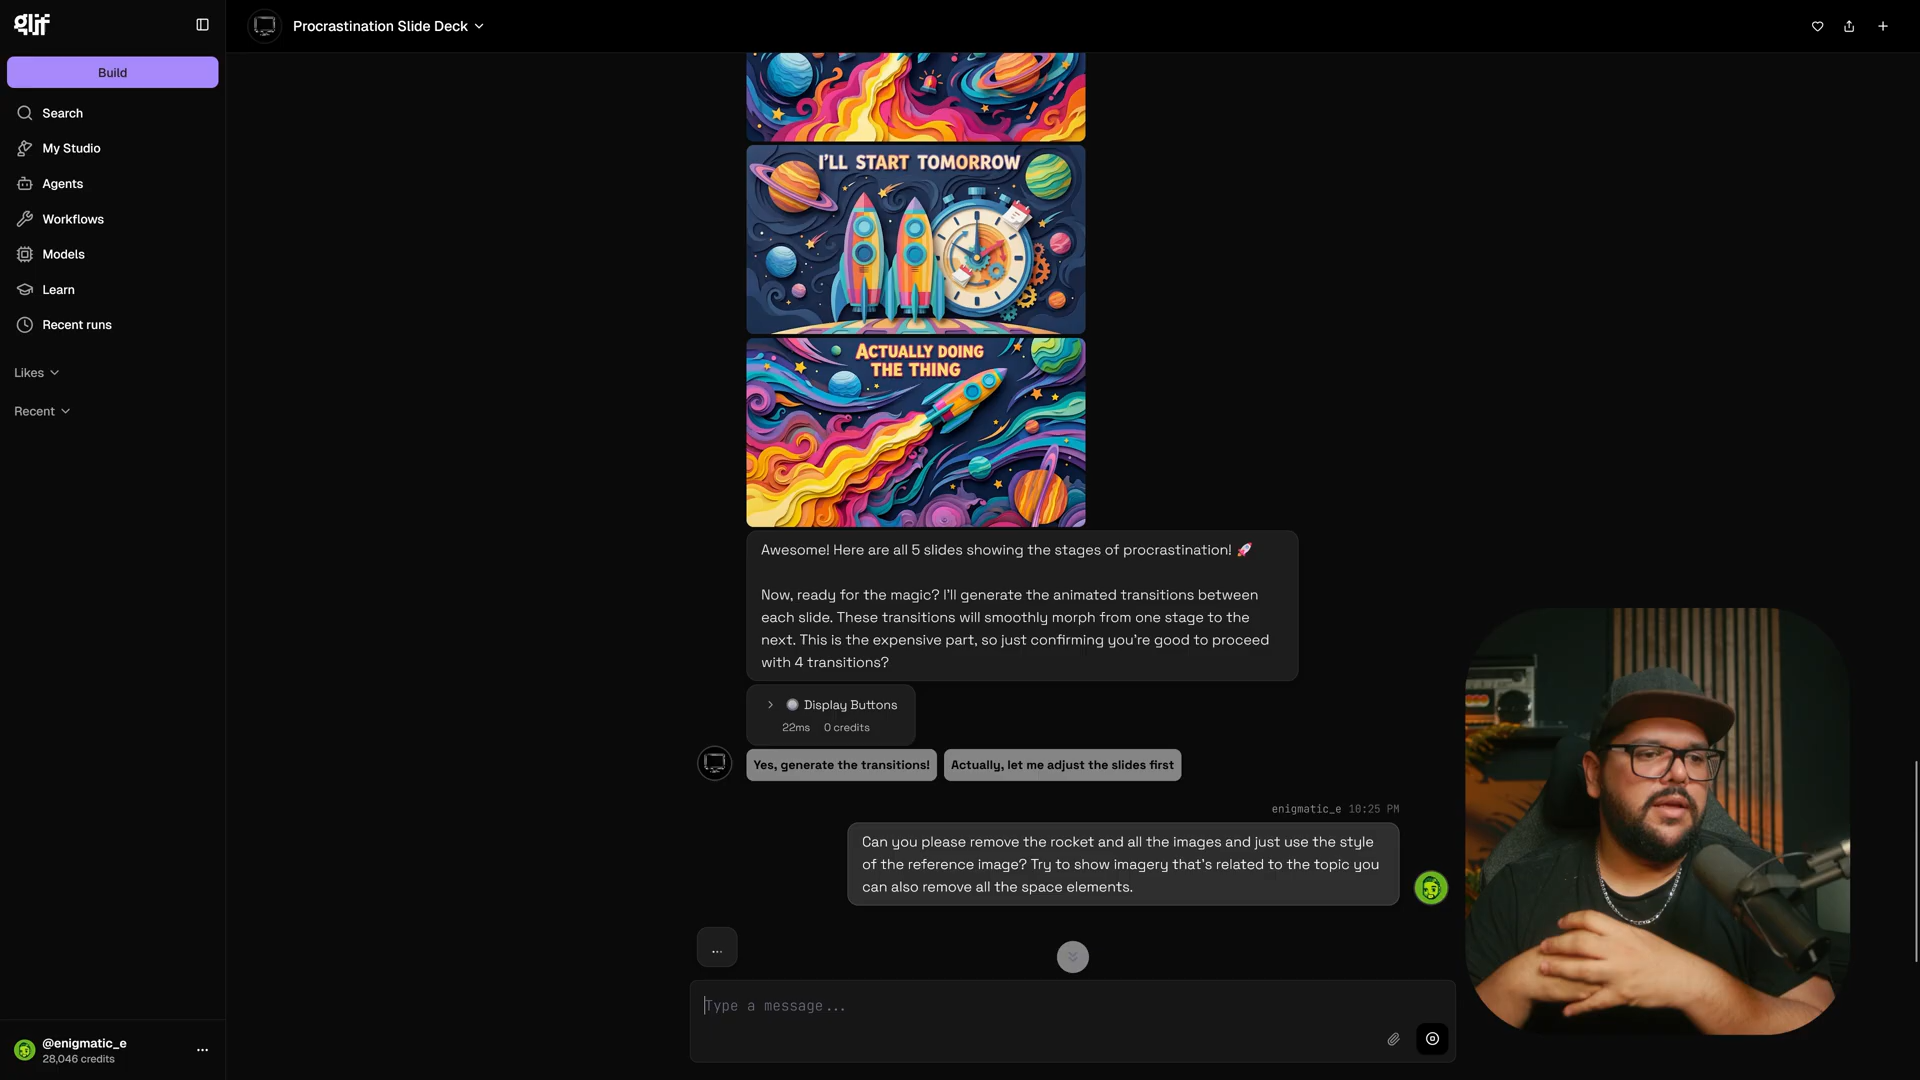 glif
Procrastination Slide Deck
Build
Search
My Studio
Agents
Workflows
Models
Learn
Recent runs
Likes
Recent
I'LL START TOMORROW
ACTUALLY DOING
THE THING
Awesome! Here are all 5 slides showing the stages of procrastination! 🚀
Now, ready for the magic? I'll generate the animated transitions between
each slide. These transitions will smoothly morph from one stage to the
next. This is the expensive part, so just confirming you're good to proceed
with 4 transitions?
Display Buttons
22ms 0 credits
Yes, generate the transitions! Actually, let me adjust the slides first
enigmatic_e 10:25 PM
Can you please remove the rocket and all the images and just use the style
of the reference image? Try to show imagery that's related to the topic you
can also remove all the space elements.
...
Type a message...
@enigmatic_e
28,046 credits